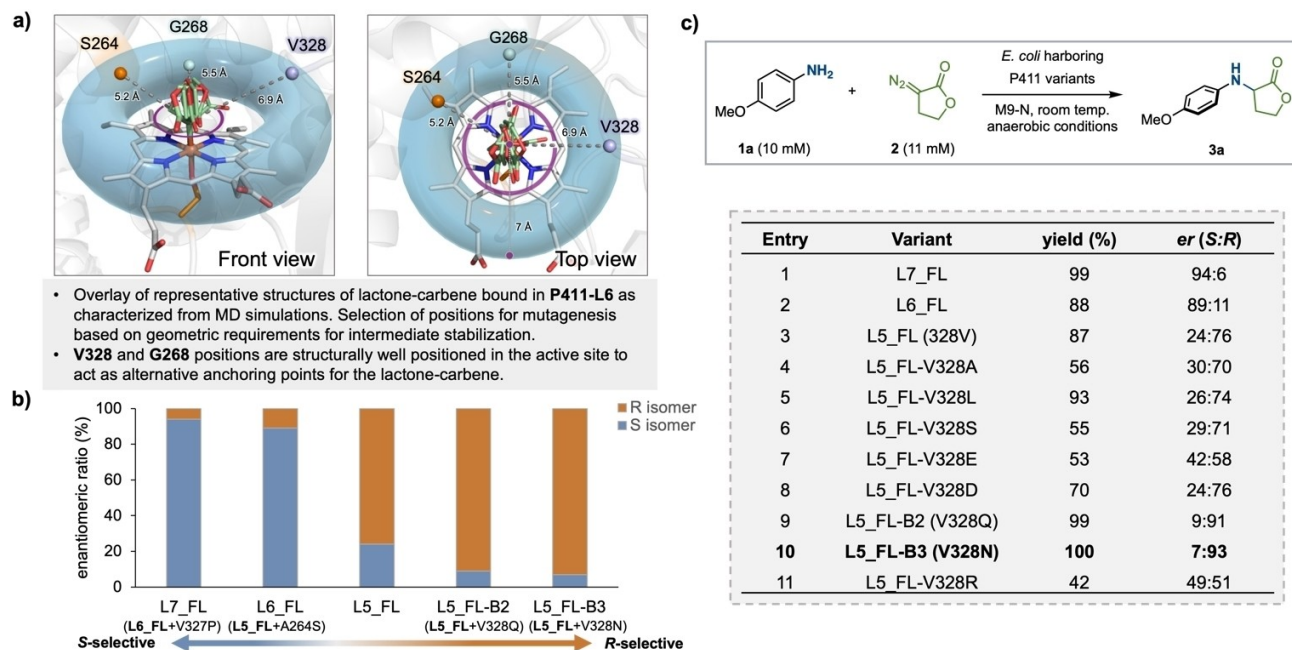 a)
S264
G268
V328
5.5 Å
5.2 Å
6.9 Å
Front view
G268
S264
5.5 Å
5.2 Å
6.9 Å
V328
7 Å
Top view
• Overlay of representative structures of lactone-carbene bound in P411-L6 as
characterized from MD simulations. Selection of positions for mutagenesis
based on geometric requirements for intermediate stabilization.
• V328 and G268 positions are structurally well positioned in the active site to
act as alternative anchoring points for the lactone-carbene.
b)
enantiomeric ratio (%)
100
80
60
40
20
0
R isomer
S isomer
L7_FL
(L6_FL+V327P)
L6_FL
(L5_FL+A264S)
L5_FL
L5_FL-B2
(L5_FL+V328Q)
L5_FL-B3
(L5_FL+V328N)
S-selective
R-selective
c)
NH2
MeO
1a (10 mM)
+
N2
O
O
2 (11 mM)
E. coli harboring
P411 variants
M9-N, room temp.
anaerobic conditions
H
N
O
O
MeO
3a
Entry Variant yield (%) er (S:R)
1 L7_FL 99 94:6
2 L6_FL 88 89:11
3 L5_FL (328V) 87 24:76
4 L5_FL-V328A 56 30:70
5 L5_FL-V328L 93 26:74
6 L5_FL-V328S 55 29:71
7 L5_FL-V328E 53 42:58
8 L5_FL-V328D 70 24:76
9 L5_FL-B2 (V328Q) 99 9:91
10 L5_FL-B3 (V328N) 100 7:93
11 L5_FL-V328R 42 49:51